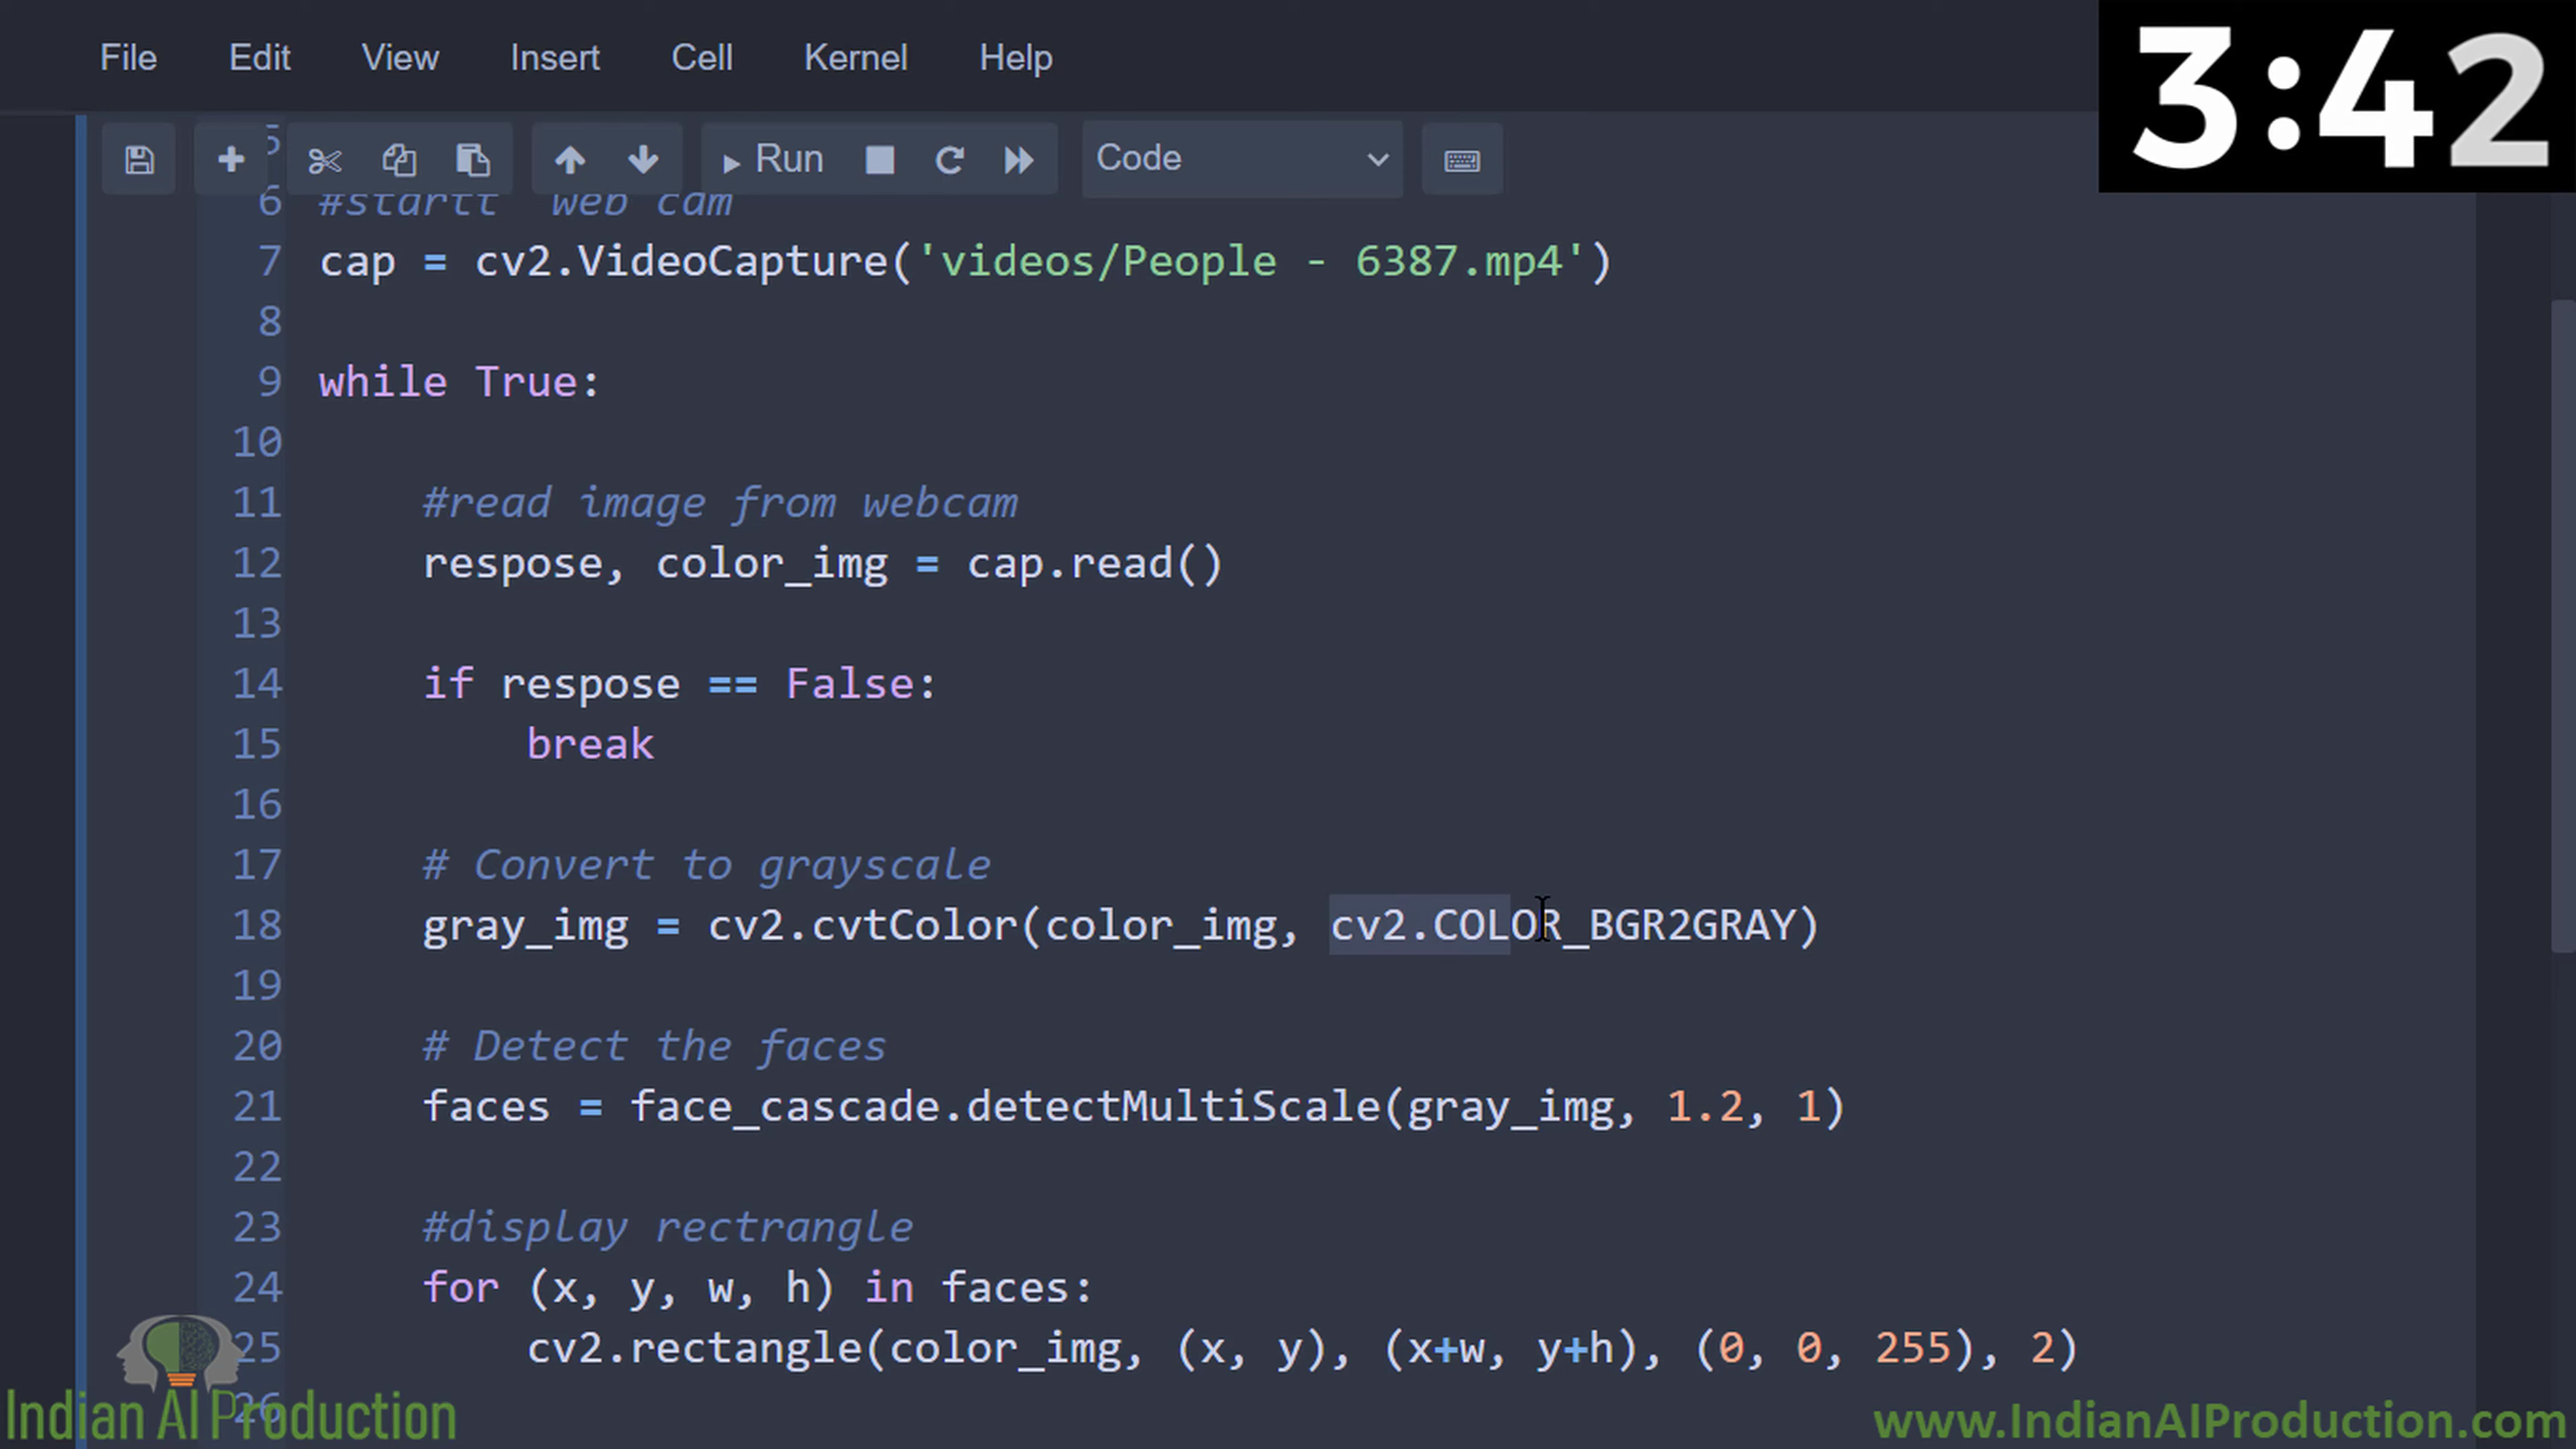 File Edit View Insert Cell Kernel Help
3:42
Run Code
5
6 #startt web cam
7 cap = cv2.VideoCapture('videos/People - 6387.mp4')
8
9 while True:
10
11 #read image from webcam
12 respose, color_img = cap.read()
13
14 if respose == False:
15 break
16
17 # Convert to grayscale
18 gray_img = cv2.cvtColor(color_img, cv2.COLOR_BGR2GRAY)
19
20 # Detect the faces
21 faces = face_cascade.detectMultiScale(gray_img, 1.2, 1)
22
23 #display rectrangle
24 for (x, y, w, h) in faces:
25 cv2.rectangle(color_img, (x, y), (x+w, y+h), (0, 0, 255), 2)
26
Indian AI Production
www.IndianAIProduction.com